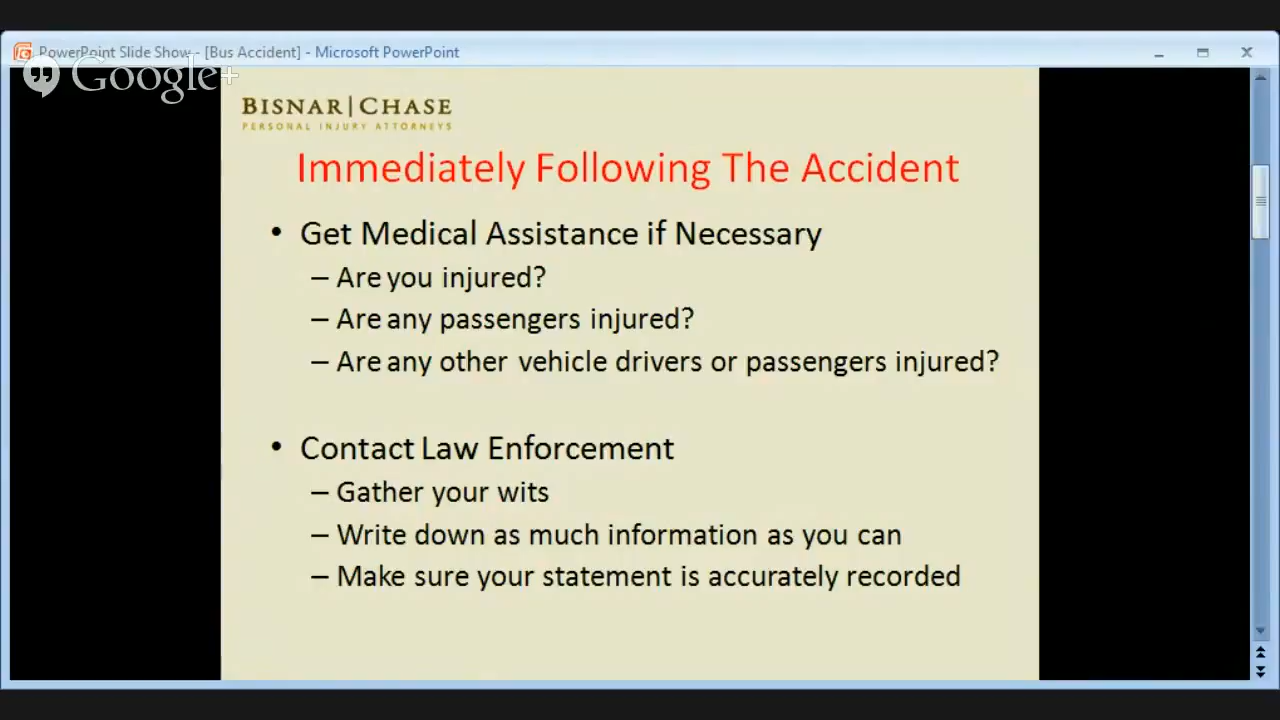 PowerPoint Slide Show - [Bus Accident] - Microsoft PowerPoint
Google+
BISNAR|CHASE
PERSONAL INJURY ATTORNEYS
Immediately Following The Accident
• Get Medical Assistance if Necessary
– Are you injured?
– Are any passengers injured?
– Are any other vehicle drivers or passengers injured?
• Contact Law Enforcement
– Gather your wits
– Write down as much information as you can
– Make sure your statement is accurately recorded